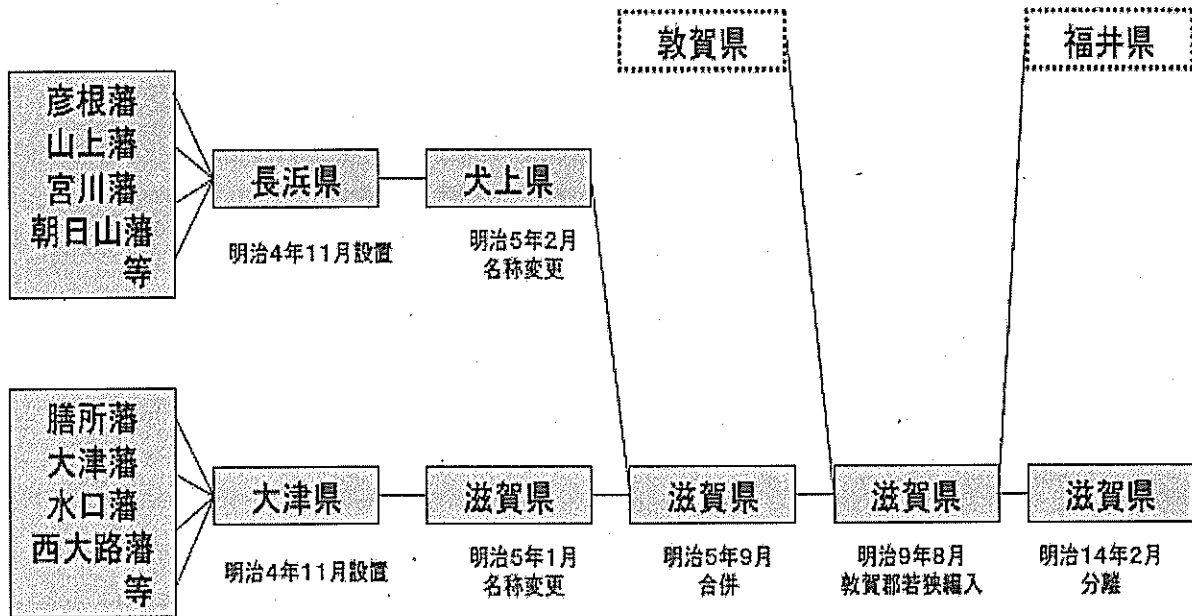 敦賀県
福井県
彦根藩
山上藩
宮川藩
朝日山藩
等
長浜県
犬上県
明治4年11月設置
明治5年2月
名称変更
膳所藩
大津藩
水口藩
西大路藩
等
大津県
滋賀県
滋賀県
滋賀県
滋賀県
明治4年11月設置
明治5年1月
名称変更
明治5年9月
合併
明治9年8月
敦賀郡若狭編入
明治14年2月
分離